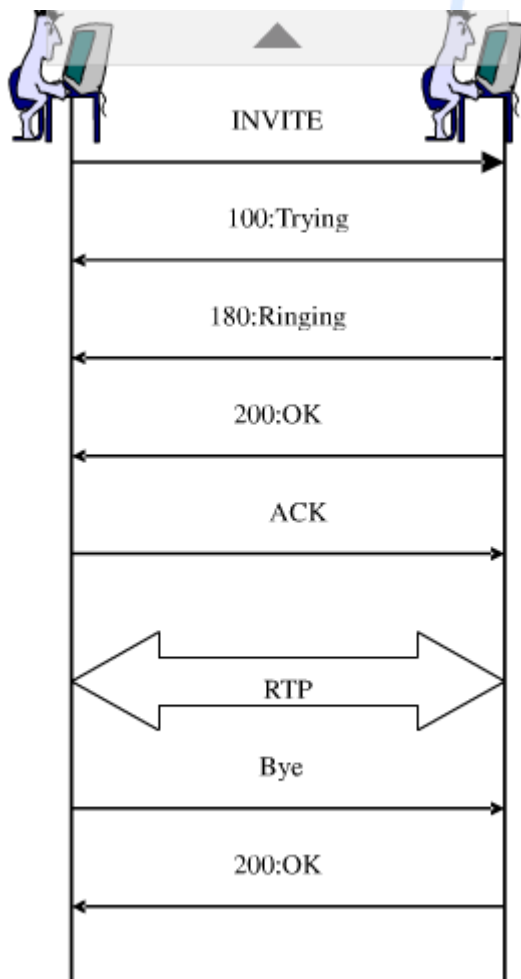 INVITE
100:Trying
180:Ringing
200:OK
ACK
RTP
Bye
200:OK